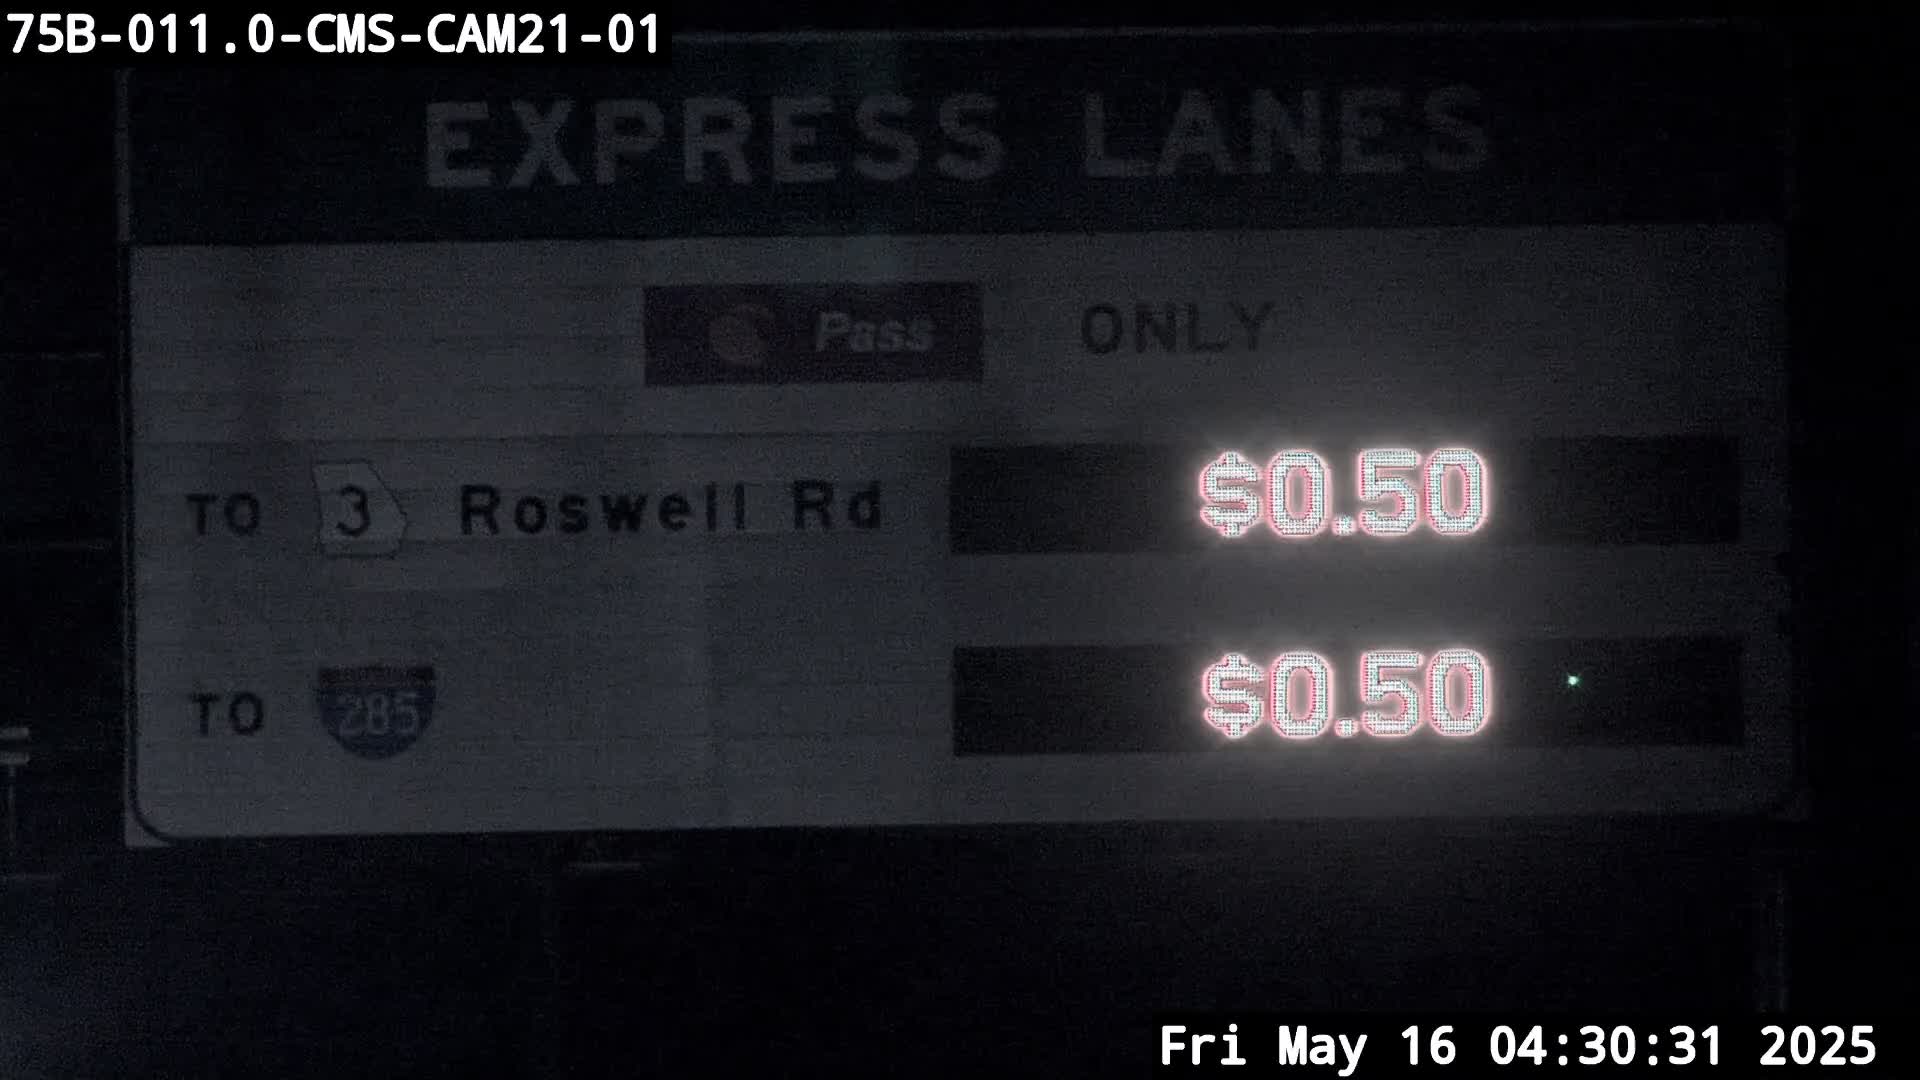 75B-011.0-CMS-CAM21-01
EXPRESS LANES
Pass ONLY
TO 3 Roswell Rd $0.50
TO 285 $0.50
Fri May 16 04:30:31 2025